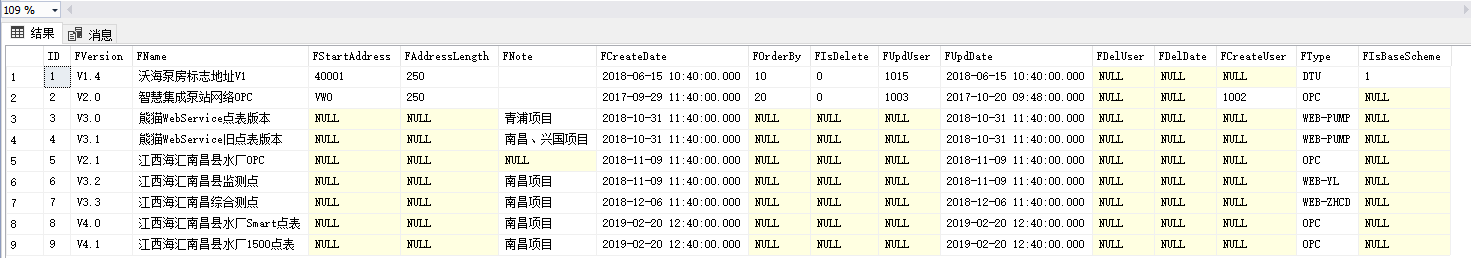 109 %
结果 消息
ID FVersion FName FStartAddress FAddressLength FNote FCreateDate FOrderBy FIsDelete FUpdUser FUpdDate FDelUser FDelDate FCreateUser FType FIsBaseScheme
1 1 V1.4 沃海泵房标志地址V1 40001 250 2018-06-15 10:40:00.000 10 0 1015 2018-06-15 10:40:00.000 NULL NULL NULL DTU 1
2 2 V2.0 智慧集成泵站网络OPC VW0 250 2017-09-29 11:40:00.000 20 0 1003 2017-10-20 09:48:00.000 NULL NULL 1002 OPC NULL
3 3 V3.0 熊猫WebService点表版本 NULL NULL 青浦项目 2018-10-31 11:40:00.000 NULL NULL NULL 2018-10-31 11:40:00.000 NULL NULL NULL WEB-PUMP NULL
4 4 V3.1 熊猫WebService旧点表版本 NULL NULL 南昌、兴国项目 2018-10-31 11:40:00.000 NULL NULL NULL 2018-10-31 11:40:00.000 NULL NULL NULL WEB-PUMP NULL
5 5 V2.1 江西海汇南昌县水厂OPC NULL NULL NULL 2018-11-09 11:40:00.000 NULL NULL NULL 2018-11-09 11:40:00.000 NULL NULL NULL OPC NULL
6 6 V3.2 江西海汇南昌县监测点 NULL NULL 南昌项目 2018-11-09 11:40:00.000 NULL NULL NULL 2018-11-09 11:40:00.000 NULL NULL NULL WEB-YL NULL
7 7 V3.3 江西海汇南昌综合测点 NULL NULL 南昌项目 2018-12-06 11:40:00.000 NULL NULL NULL 2018-12-06 11:40:00.000 NULL NULL NULL WEB-ZHCD NULL
8 8 V4.0 江西海汇南昌县水厂Smart点表 NULL NULL 南昌项目 2019-02-20 12:40:00.000 NULL NULL NULL 2019-02-20 12:40:00.000 NULL NULL NULL OPC NULL
9 9 V4.1 江西海汇南昌县水厂1500点表 NULL NULL 南昌项目 2019-02-20 12:40:00.000 NULL NULL NULL 2019-02-20 12:40:00.000 NULL NULL NULL OPC NULL